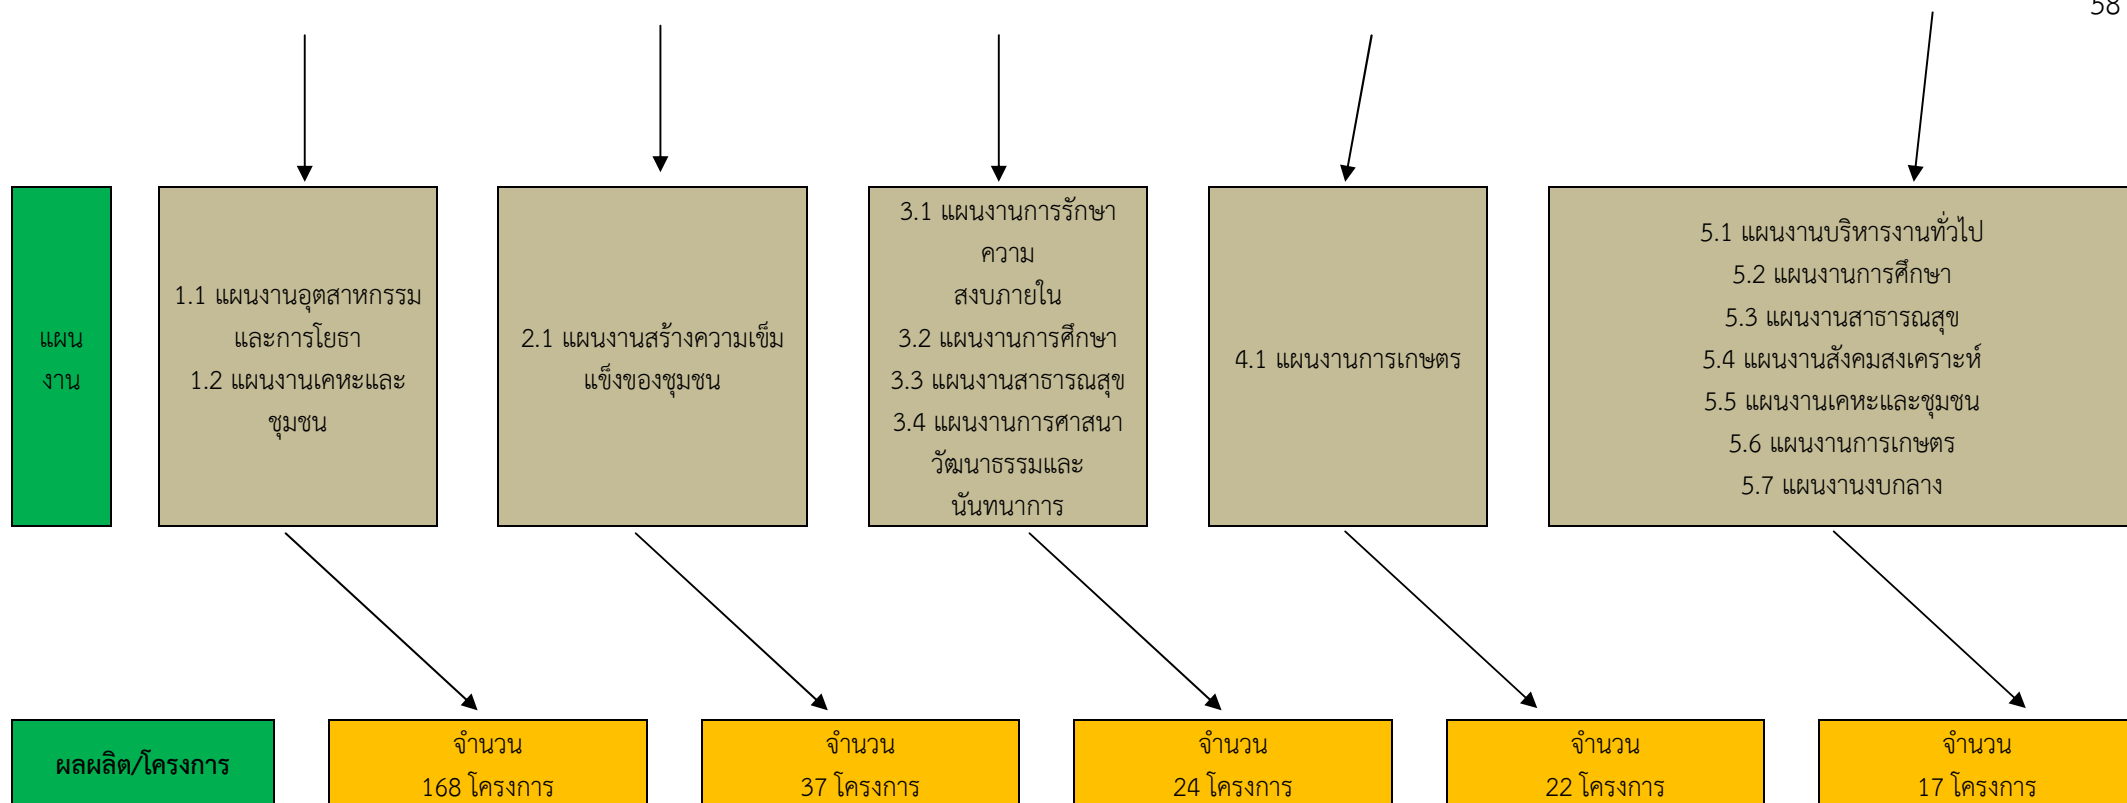 58
แผน
งาน
1.1 แผนงานอุตสาหกรรม
และการโยธา
1.2 แผนงานเคหะและ
ชุมชน
2.1 แผนงานสร้างความเข็ม
แข็งของชุมชน
3.1 แผนงานการรักษา
ความ
สงบภายใน
3.2 แผนงานการศึกษา
3.3 แผนงานสาธารณสุข
3.4 แผนงานการศาสนา
วัฒนาธรรมและ
นันทนาการ
4.1 แผนงานการเกษตร
5.1 แผนงานบริหารงานทั่วไป
5.2 แผนงานการศึกษา
5.3 แผนงานสาธารณสุข
5.4 แผนงานสังคมสงเคราะห์
5.5 แผนงานเคหะและชุมชน
5.6 แผนงานการเกษตร
5.7 แผนงานงบกลาง
ผลผลิต/โครงการ
จำนวน
168 โครงการ
จำนวน
37 โครงการ
จำนวน
24 โครงการ
จำนวน
22 โครงการ
จำนวน
17 โครงการ